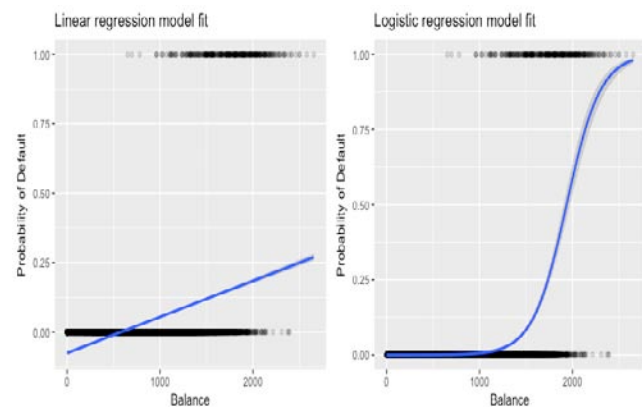 Linear regression model fit
1.00
0.75
0.50
0.25
0.00
Probability of Default
0
1000
2000
Balance
Logistic regression model fit
1.00
0.75
0.50
0.25
0.00
Probability of Default
0
1000
2000
Balance